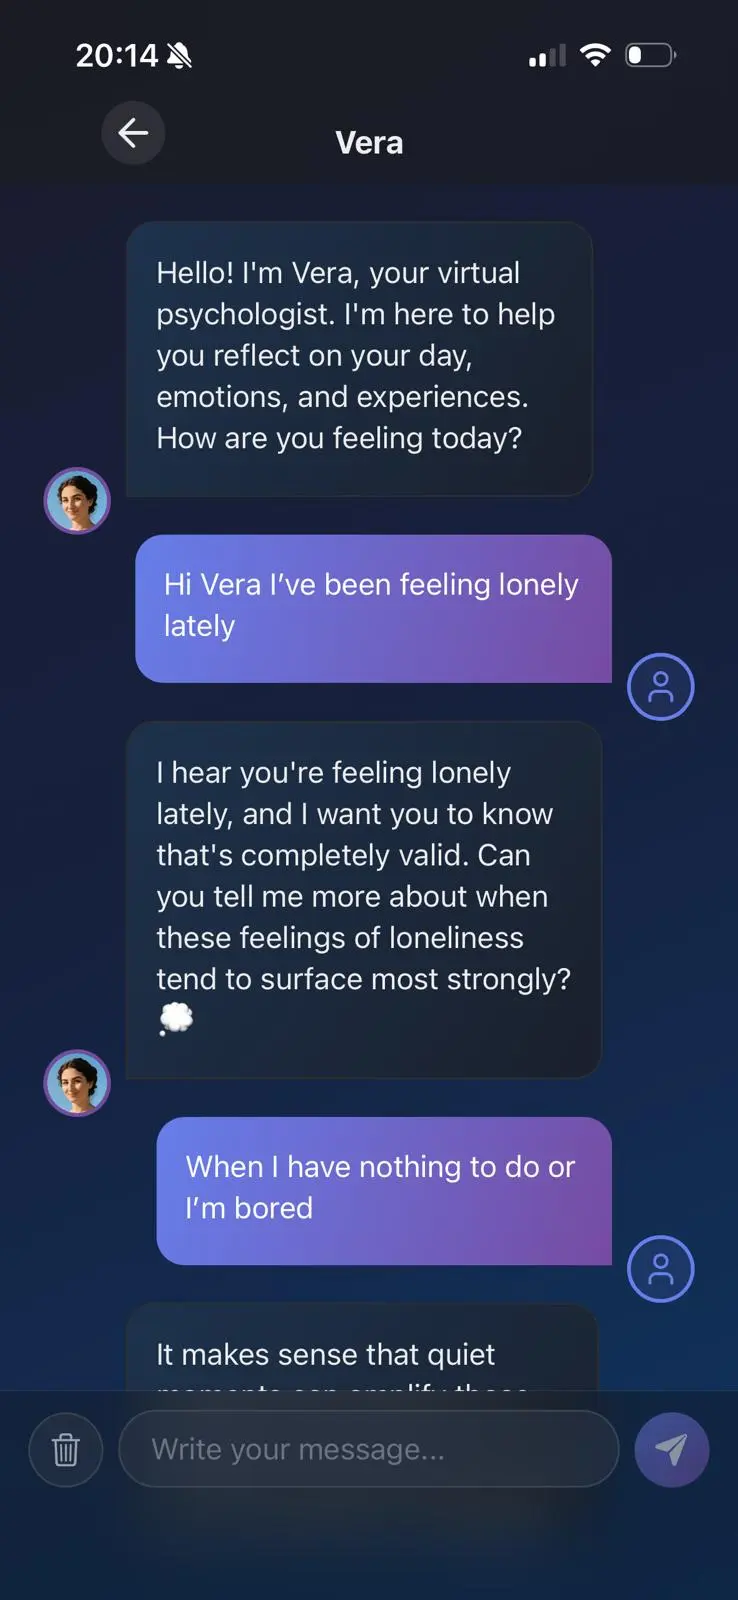 20:14
Vera
Hello! I'm Vera, your virtual
psychologist. I'm here to help
you reflect on your day,
emotions, and experiences.
How are you feeling today?
Hi Vera I’ve been feeling lonely
lately
I hear you're feeling lonely
lately, and I want you to know
that's completely valid. Can
you tell me more about when
these feelings of loneliness
tend to surface most strongly?
💭
When I have nothing to do or
I’m bored
It makes sense that quiet
moments can amplify these
Write your message...